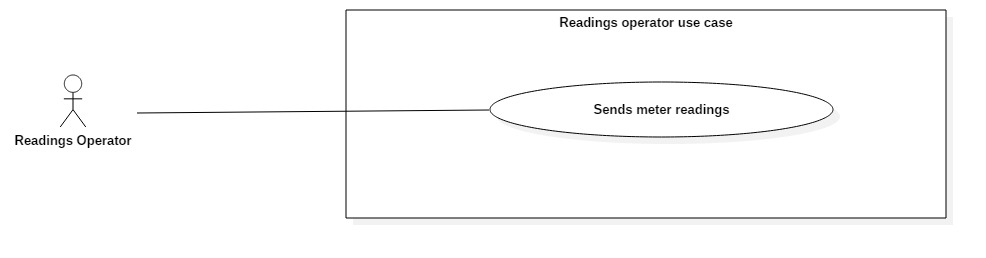 Readings operator use case
Sends meter readings
Readings Operator